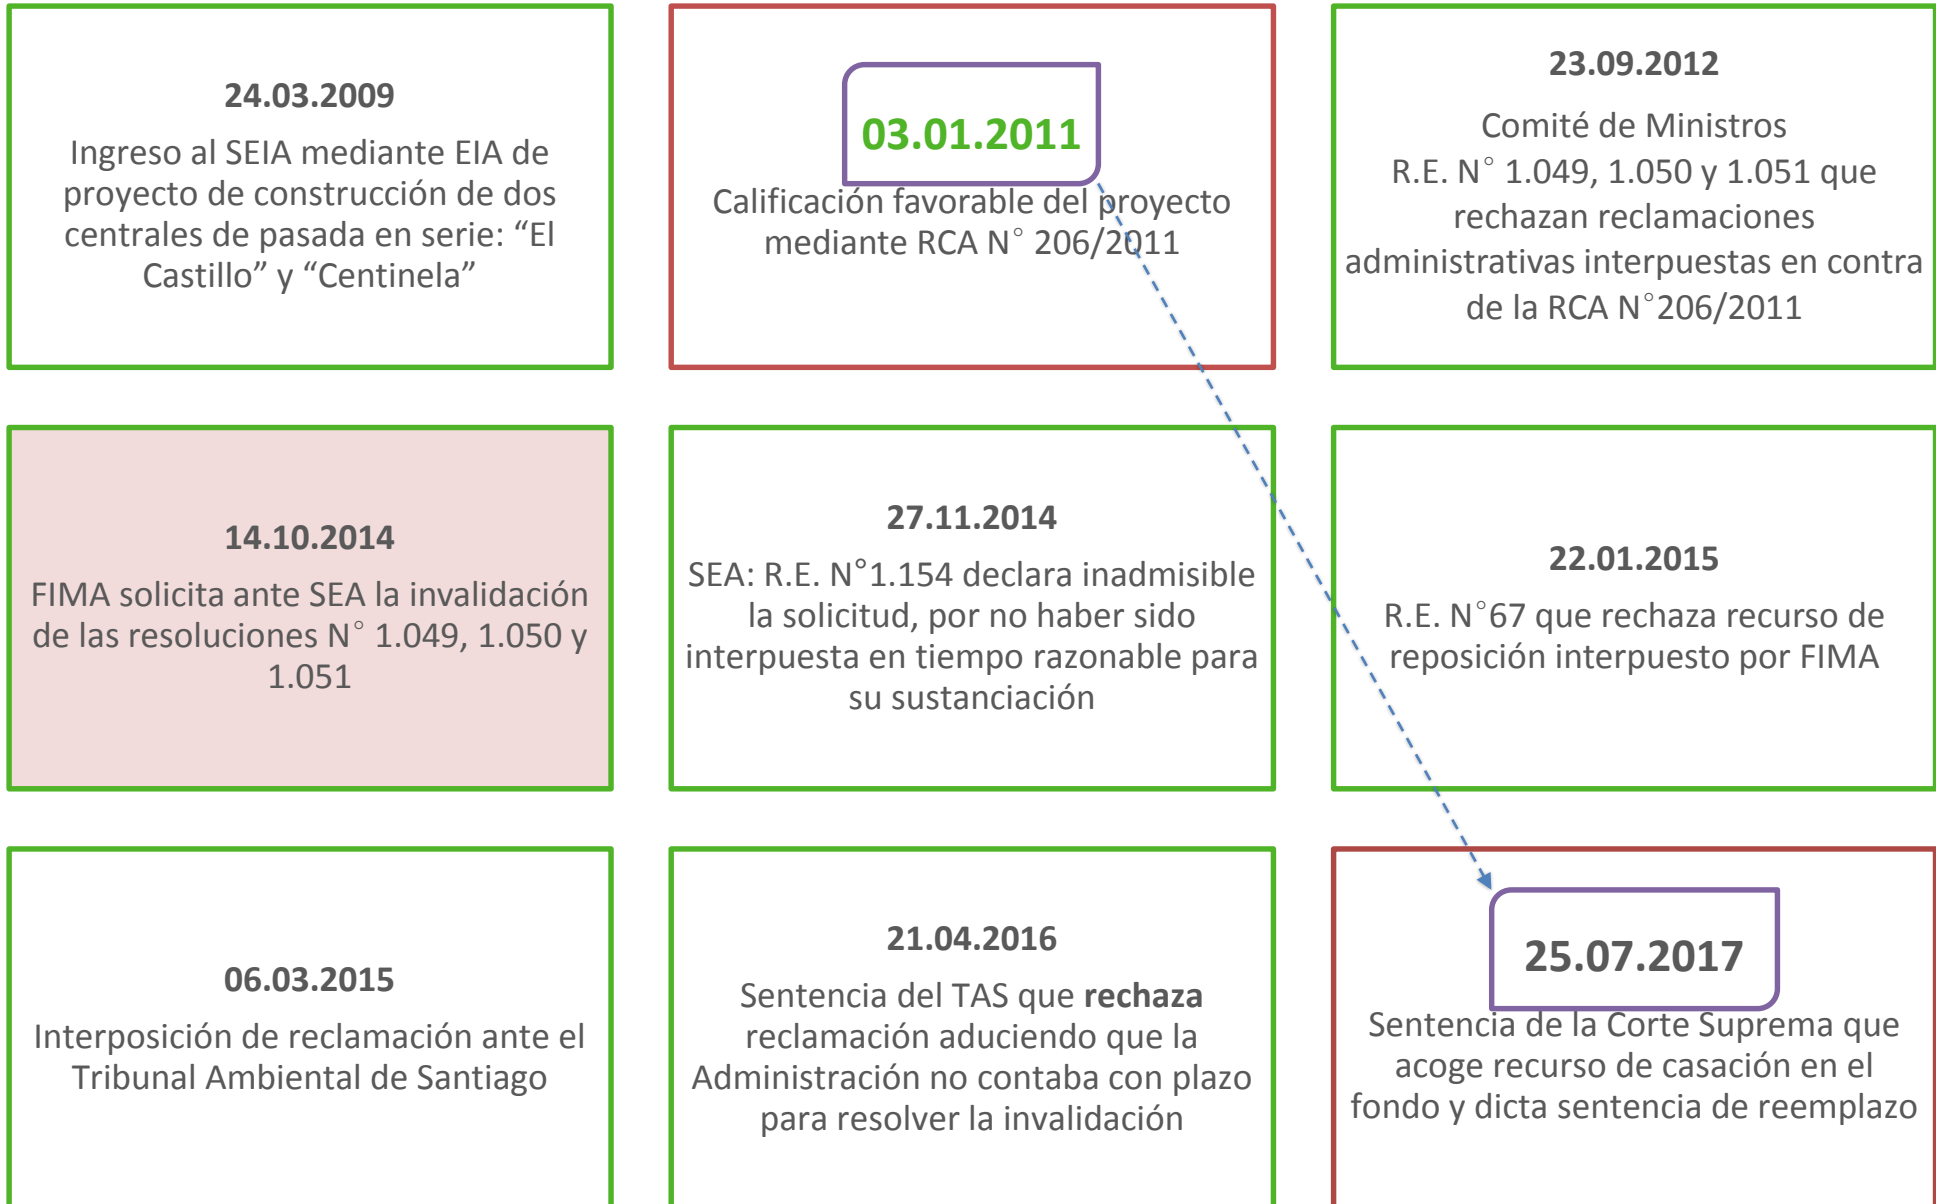 24.03.2009
Ingreso al SEIA mediante EIA de
proyecto de construcción de dos
centrales de pasada en serie: “El
Castillo” y “Centinela”
03.01.2011
Calificación favorable del proyecto
mediante RCA N° 206/2011
23.09.2012
Comité de Ministros
R.E. N° 1.049, 1.050 y 1.051 que
rechazan reclamaciones
administrativas interpuestas en contra
de la RCA N°206/2011
14.10.2014
FIMA solicita ante SEA la invalidación
de las resoluciones N° 1.049, 1.050 y
1.051
27.11.2014
SEA: R.E. N°1.154 declara inadmisible
la solicitud, por no haber sido
interpuesta en tiempo razonable para
su sustanciación
22.01.2015
R.E. N°67 que rechaza recurso de
reposición interpuesto por FIMA
06.03.2015
Interposición de reclamación ante el
Tribunal Ambiental de Santiago
21.04.2016
Sentencia del TAS que rechaza
reclamación aduciendo que la
Administración no contaba con plazo
para resolver la invalidación
25.07.2017
Sentencia de la Corte Suprema que
acoge recurso de casación en el
fondo y dicta sentencia de reemplazo